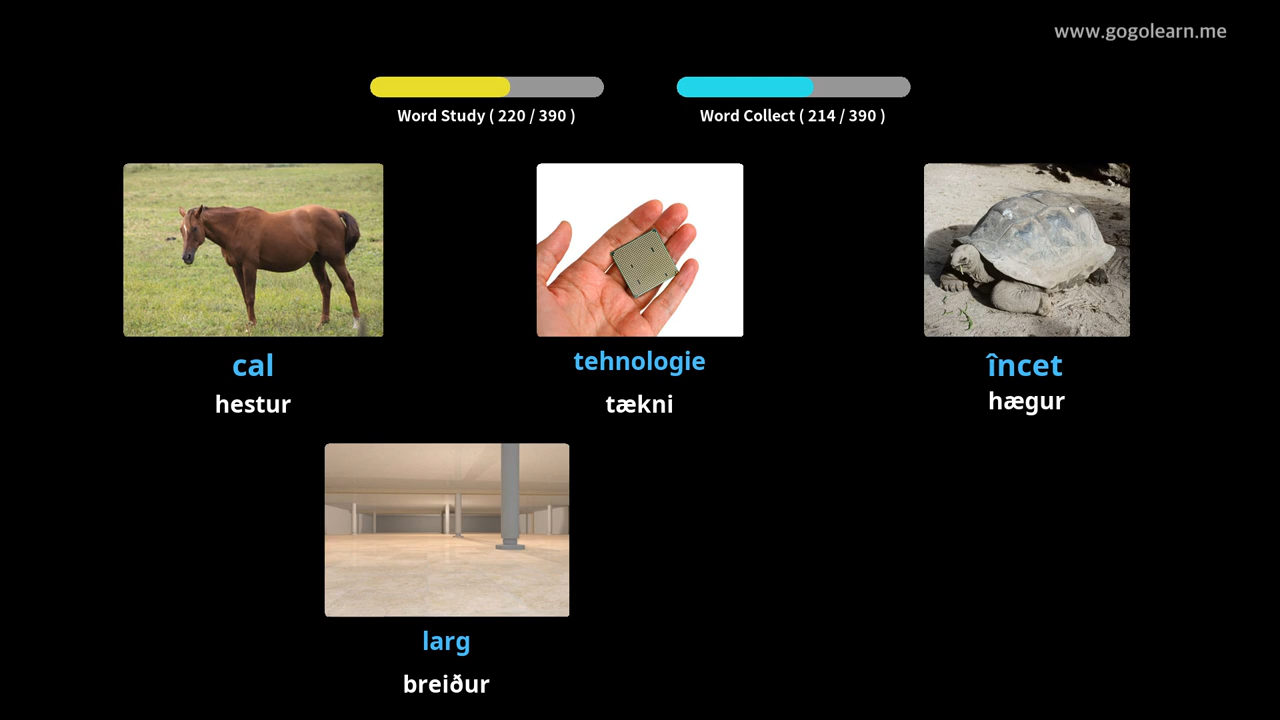 www.gogolearn.me
Word Study ( 220 / 390 )
Word Collect ( 214 / 390 )
cal
hestur
tehnologie
tækni
încet
hægur
larg
breiður